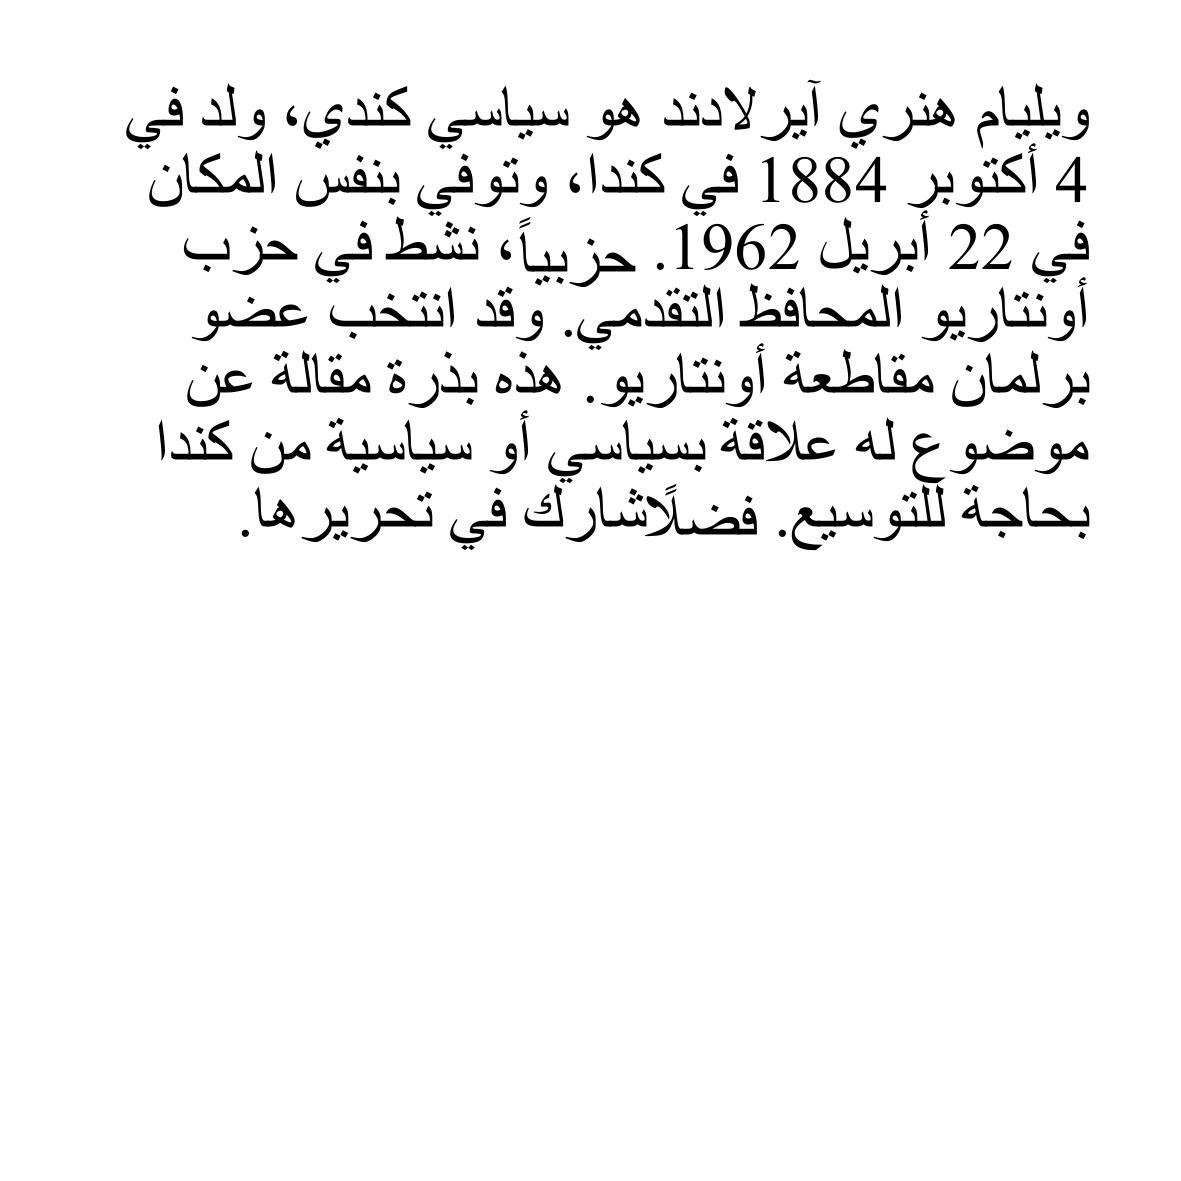 ويليام هنري آيرلادند هو سياسي كندي، ولد في
4 أكتوبر 1884 في كندا، وتوفي بنفس المكان
في 22 أبريل 1962. حزبياً، نشط في حزب
أونتاريو المحافظ التقدمي. وقد انتخب عضو
برلمان مقاطعة أونتاريو. هذه بذرة مقالة عن
موضوع له علاقة بسياسي أو سياسية من كندا
بحاجة للتوسيع. فضلًاشارك في تحريرها.